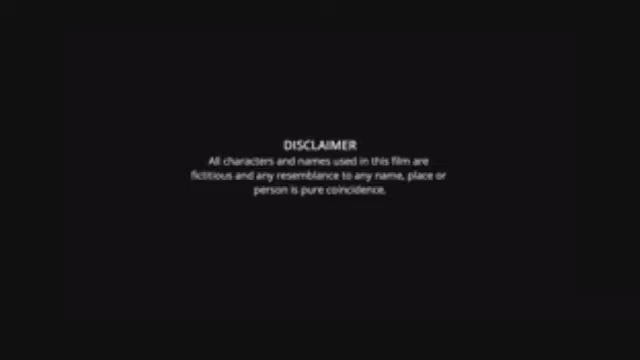 DISCLAIMER
All characters and names used in this film are
fictitious and any resemblance to any name, place or
person is pure coincidence.